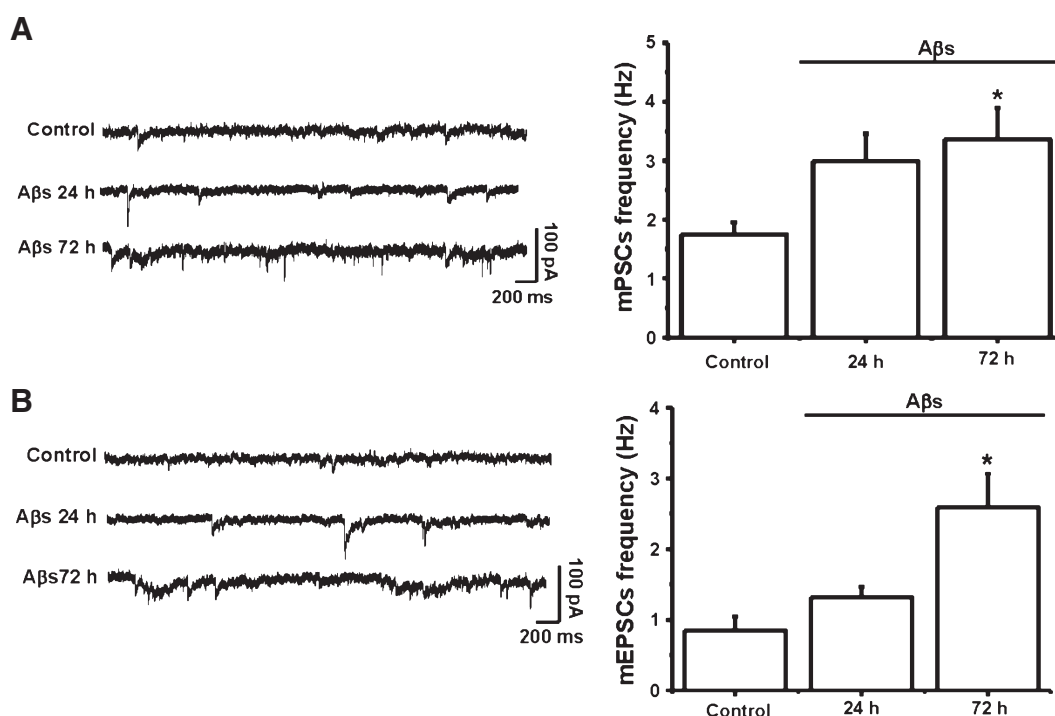 A
Control
Aβs 24 h
Aβs 72 h
100 pA
200 ms
mPSCs frequency (Hz)
5
4
3
2
1
0
Aβs
*
Control 24 h 72 h
B
Control
Aβs 24 h
Aβs72 h
100 pA
200 ms
mEPSCs frequency (Hz)
4
3
2
1
0
Aβs
*
Control 24 h 72 h